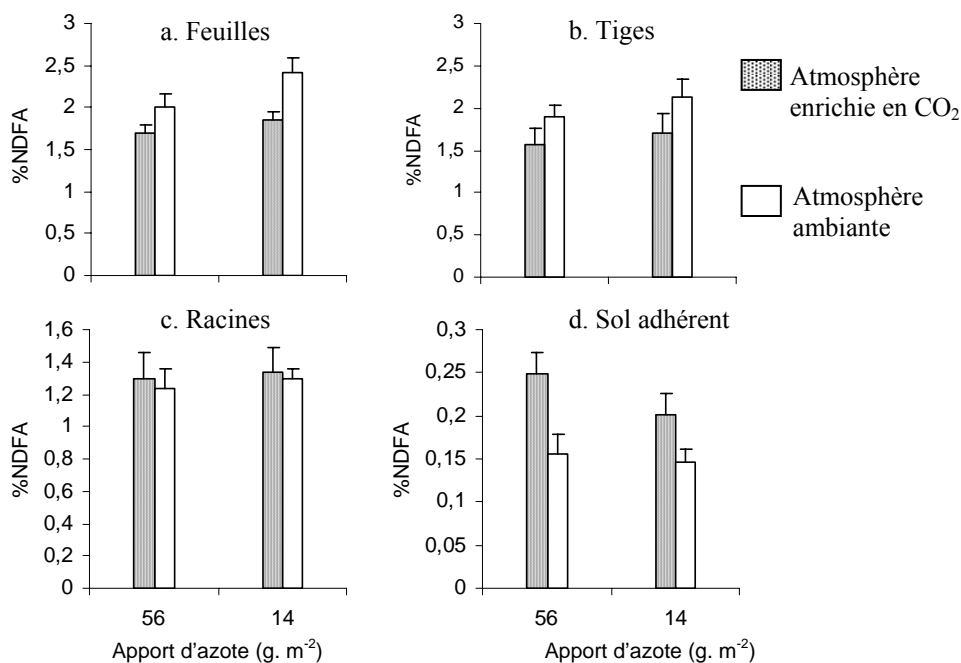 a. Feuilles
3
2,5
2
1,5
1
0,5
0
%NDFA
b. Tiges
3
2,5
2
1,5
1
0,5
0
%NDFA
Atmosphère
enrichie en CO₂
Atmosphère
ambiante
c. Racines
1,6
1,4
1,2
1
0,8
0,6
0,4
0,2
0
%NDFA
56 14
Apport d'azote (g. m⁻²)
d. Sol adhérent
0,3
0,25
0,2
0,15
0,1
0,05
0
%NDFA
56 14
Apport d'azote (g. m⁻²)